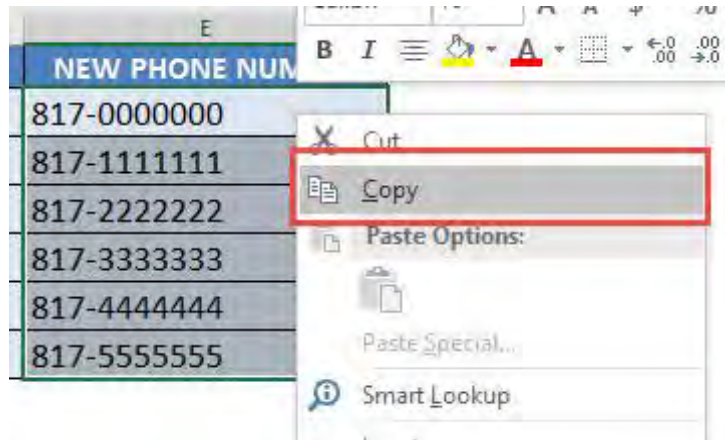 E
NEW PHONE NUM
B I A
817-0000000
817-1111111
817-2222222
817-3333333
817-4444444
817-5555555
Cut
Copy
Paste Options:
Paste Special...
Smart Lookup